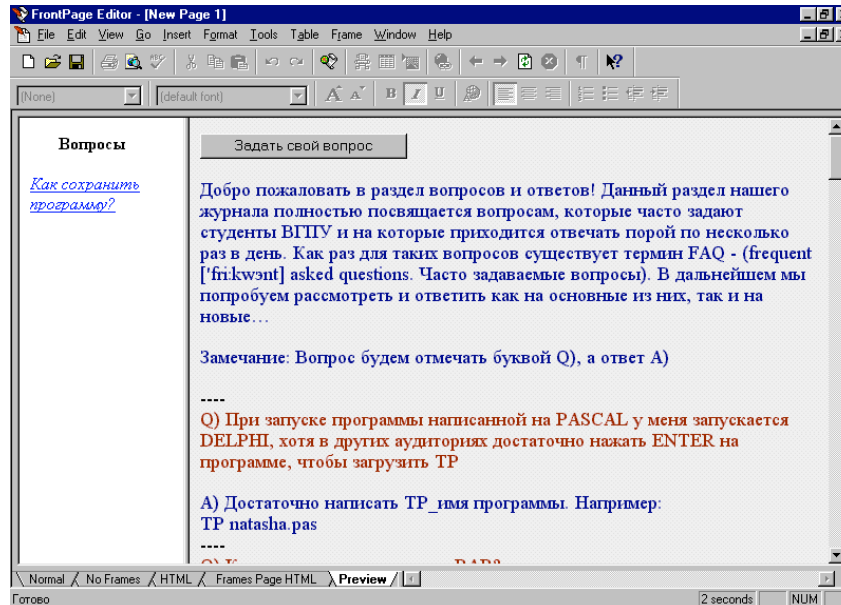 FrontPage Editor - [New Page 1]
File Edit View Go Insert Format Tools Table Frame Window Help
[None] (default font) A A B I U
Вопросы
Как сохранить
программу?
Задать свой вопрос
Добро пожаловать в раздел вопросов и ответов! Данный раздел нашего
журнала полностью посвящается вопросам, которые часто задают
студенты ВГПУ и на которые приходится отвечать порой по несколько
раз в день. Как раз для таких вопросов существует термин FAQ - (frequent
['fri:kwэnt] asked questions. Часто задаваемые вопросы). В дальнейшем мы
попробуем рассмотреть и ответить как на основные из них, так и на
новые…
Замечание: Вопрос будем отмечать буквой Q), а ответ A)
----
Q) При запуске программы написанной на PASCAL у меня запускается
DELPHI, хотя в других аудиториях достаточно нажать ENTER на
программе, чтобы загрузить TP
A) Достаточно написать TP_имя программы. Например:
TP natasha.pas
----
Normal No Frames HTML Frames Page HTML Preview
Готово 2 seconds NUM